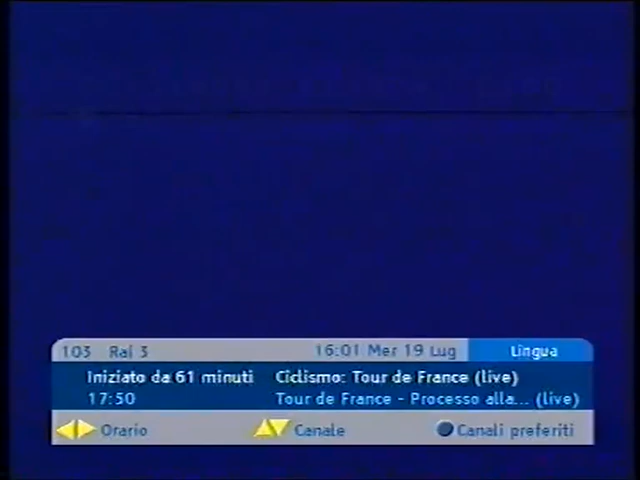 103 Rai 3 16:01 Mer 19 Lug Lingua
Iniziato da 61 minuti Ciclismo: Tour de France (live)
17:50 Tour de France - Processo alla... (live)
Orario Canale Canali preferiti